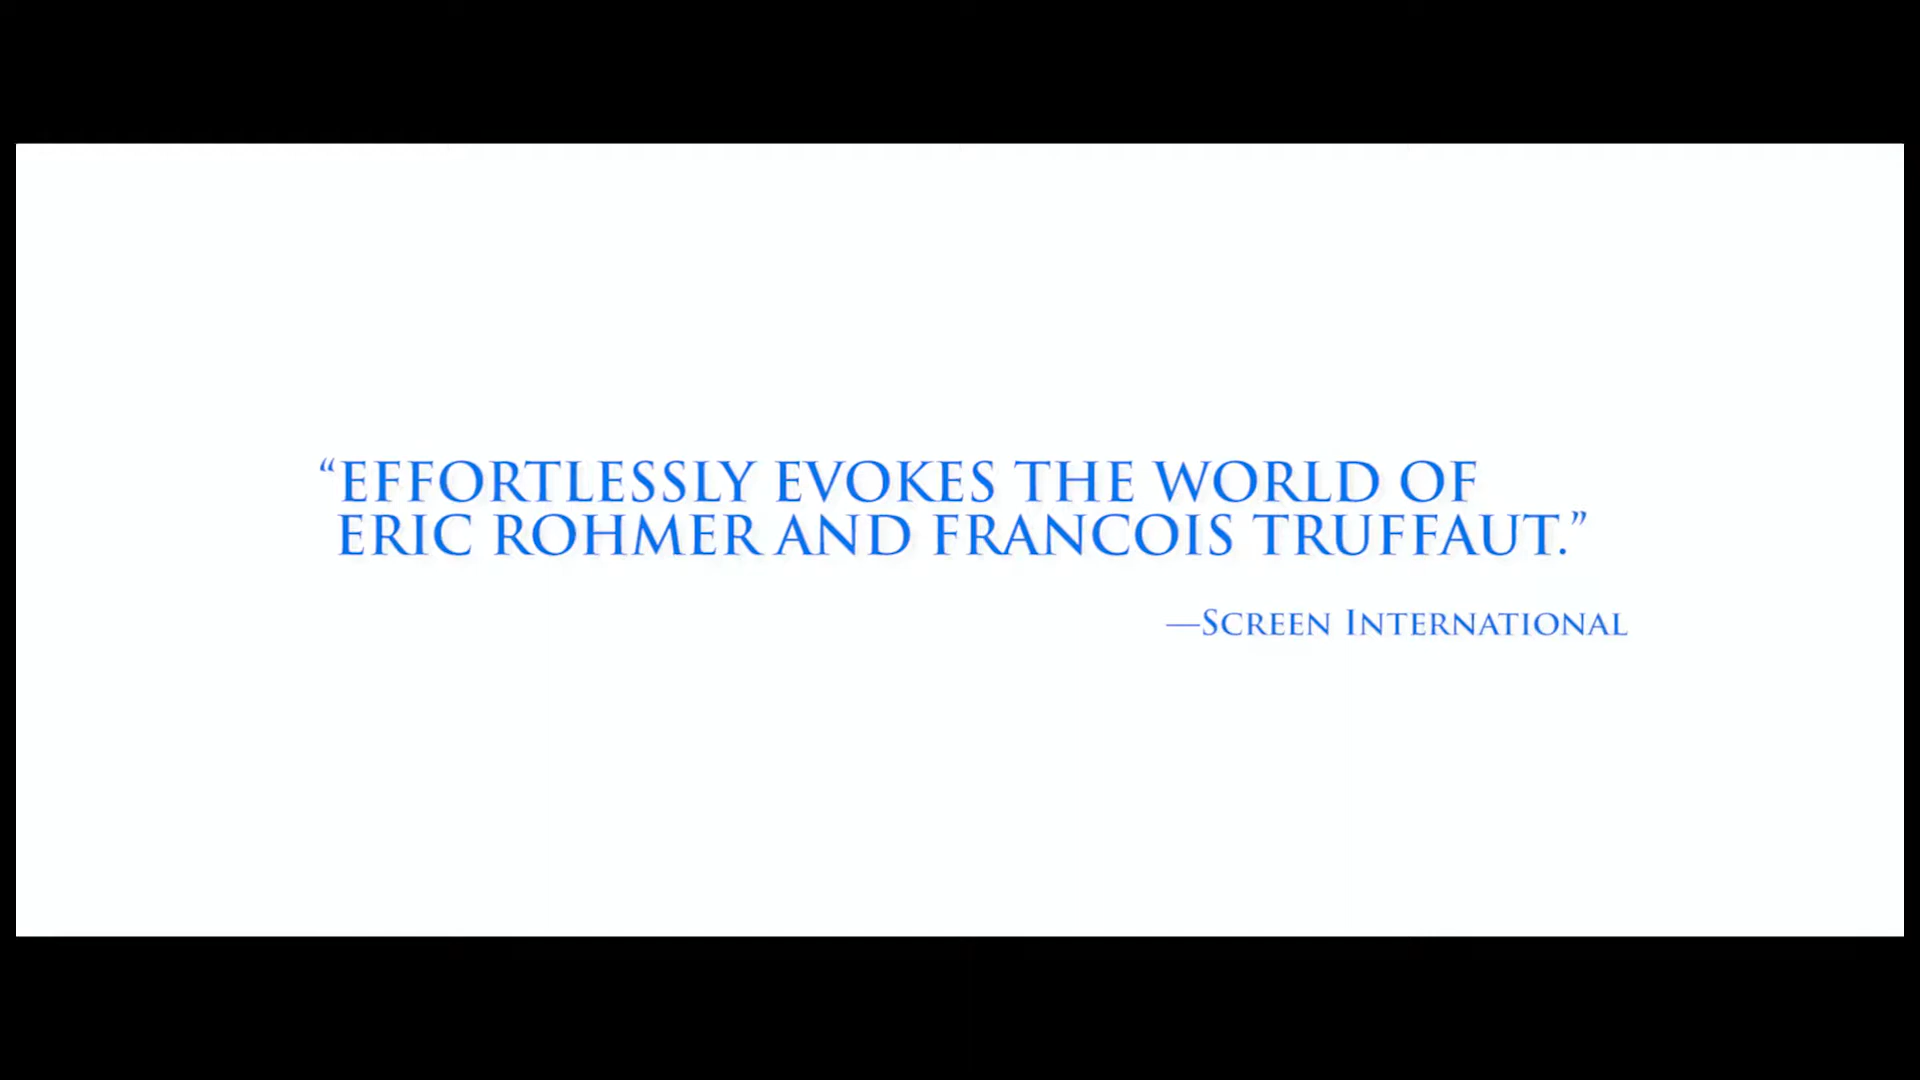 “EFFORTLESSLY EVOKES THE WORLD OF
ERIC ROHMER AND FRANCOIS TRUFFAUT.”
—SCREEN INTERNATIONAL